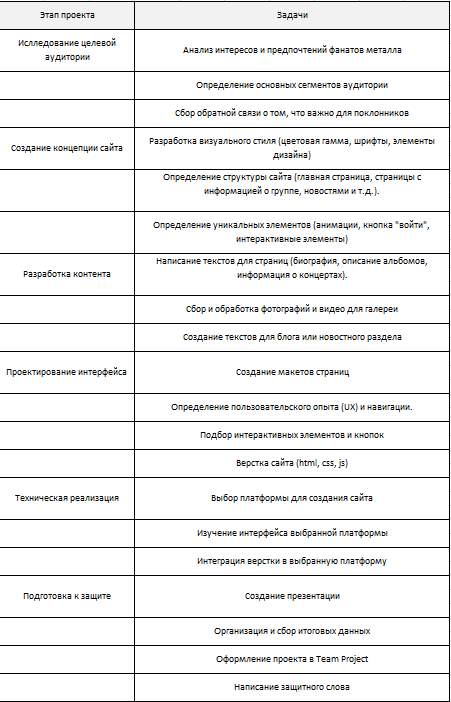 Этап проекта
Задачи
Ислледование целевой
аудитории
Анализ интересов и предпочтений фанатов металла
Определение основных сегментов аудитории
Сбор обратной связи о том, что важно для поклонников
Создание концепции сайта
Разработка визуального стиля (цветовая гамма, шрифты, элементы
дизайна)
Определение структуры сайта (главная страница, страницы с
информацией о группе, новостями и т.д.).
Определение уникальных элементов (анимации, кнопка "войти",
интерактивные элементы)
Разработка контента
Написание текстов для страниц (биография, описание альбомов,
информация о концертах).
Сбор и обработка фотографий и видео для галереи
Создание текстов для блога или новостного раздела
Проектирование интерфейса
Создание макетов страниц
Определение пользовательского опыта (UX) и навигации.
Подбор интерактивных элементов и кнопок
Верстка сайта (html, css, js)
Техническая реализация
Выбор платформы для создания сайта
Изучение интерфейса выбранной платформы
Интеграция верстки в выбранную платформу
Подготовка к защите
Создание презентации
Организация и сбор итоговых данных
Оформление проекта в Team Project
Написание защитного слова